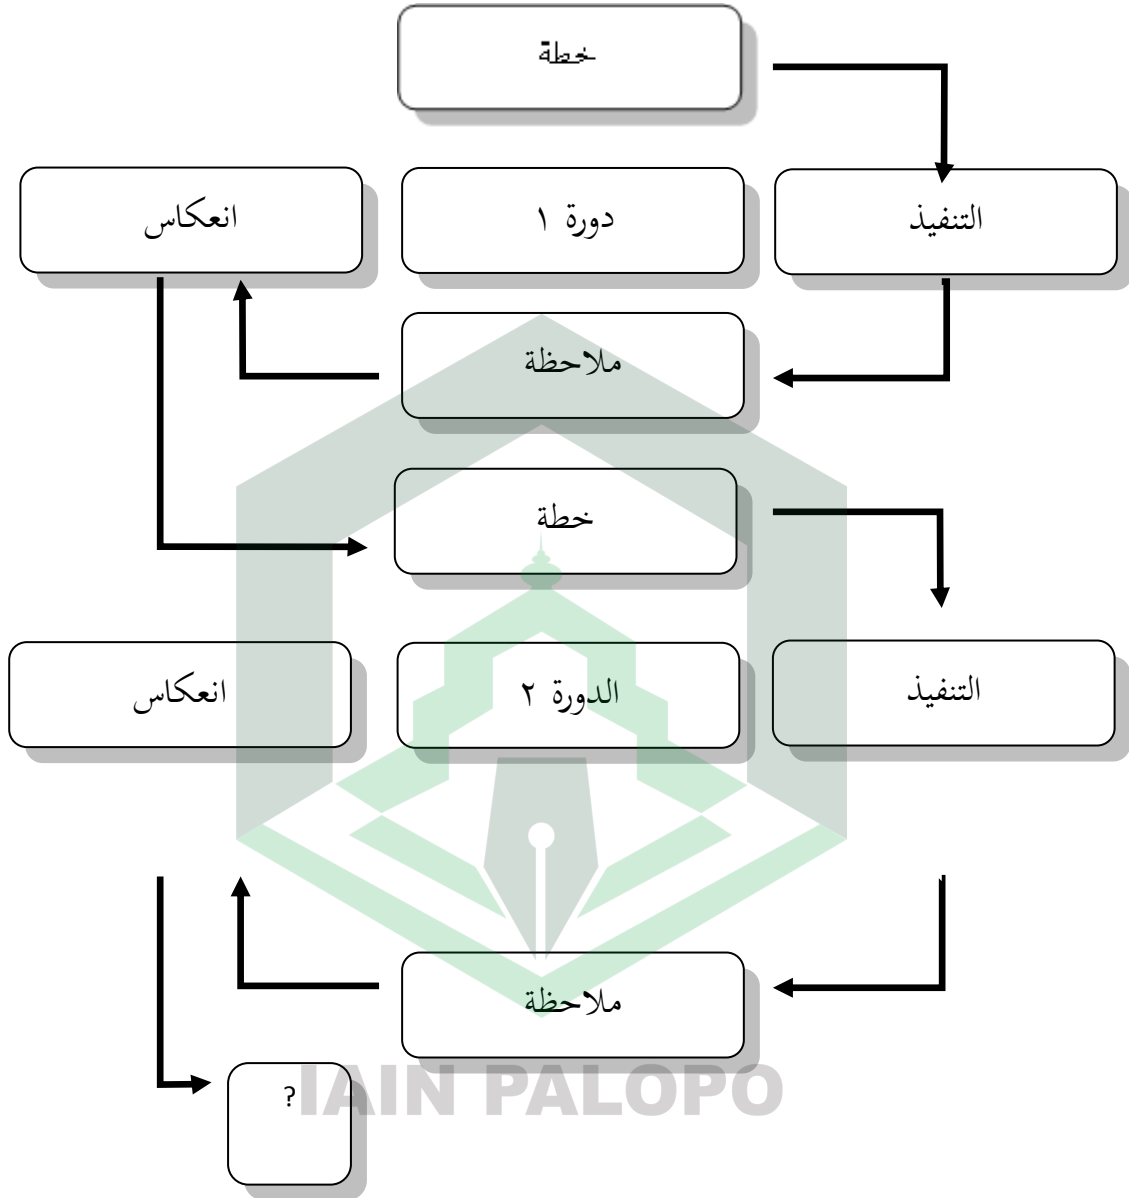 خطة
التنفيذ
دورة ١
انعكاس
ملاحظة
خطة
التنفيذ
الدورة ٢
انعكاس
ملاحظة
?
IAIN PALOPO